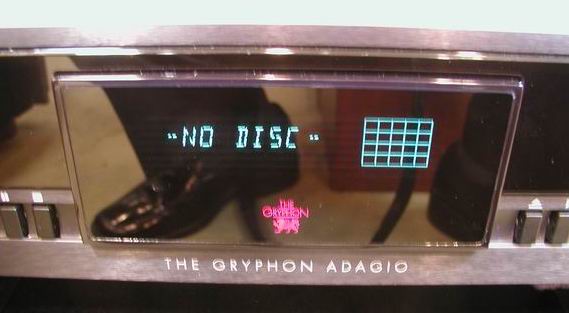 "NO DISC"
THE
GRYPHON
THE GRYPHON ADAGIO